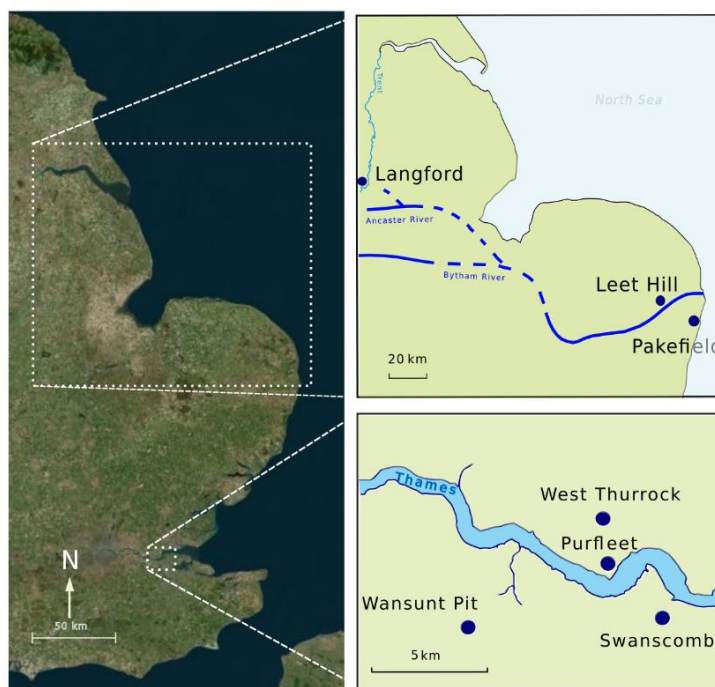 N
50 km
Trent
North Sea
Langford
Ancaster River
Bytham River
Leet Hill
Pakefield
20 km
Thames
West Thurrock
Purfleet
Wansunt Pit
Swanscomb
5 km